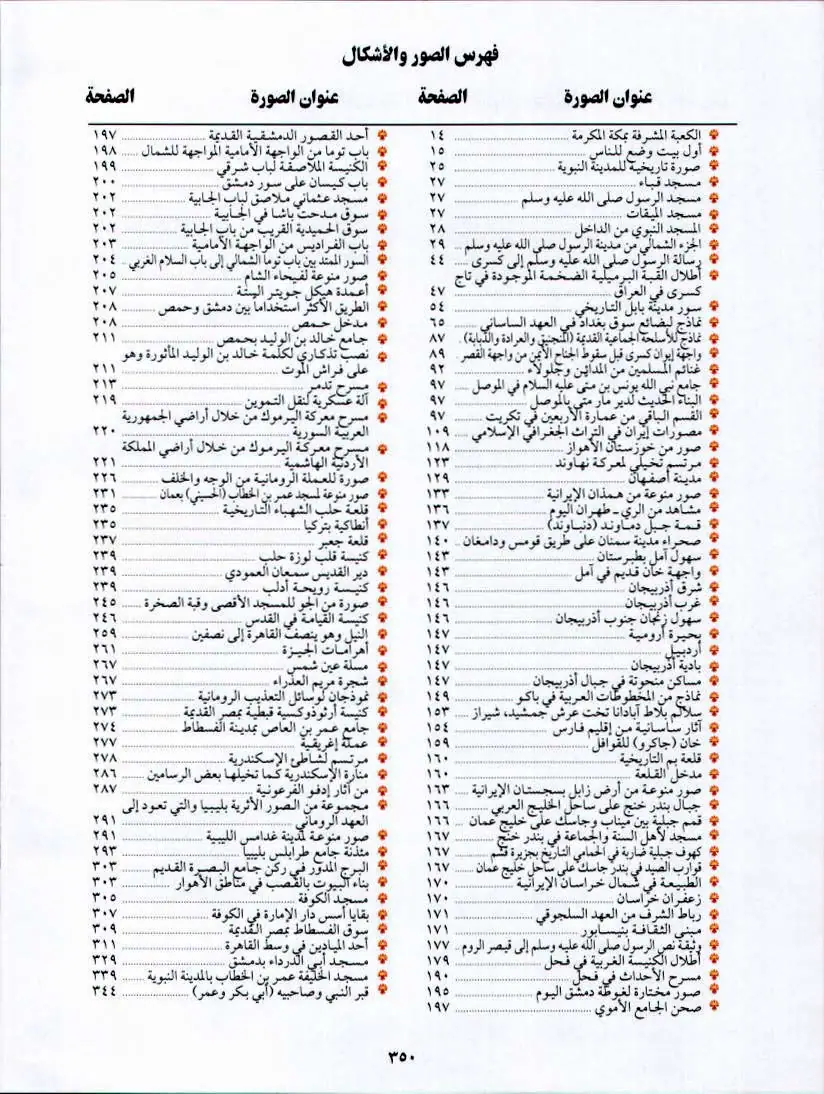 فهرس الصور والأشكال
عنوان الصورة الصفحة
الكعبة المشرفة بمكة المكرمة ١٤
أول بيت وضع للناس ١٥
صورة تاريخية للمدينة النبوية ٢٥
مسجد قباء ٢٧
مسجد الرسول صلى الله عليه وسلم ٢٧
مسجد الميقات ٢٧
المسجد النبوي من الداخل ٢٨
الجزء الشمالي من مدينة الرسول صلى الله عليه وسلم ٢٩
رسالة الرسول صلى الله عليه وسلم إلى كسرى ٤٤
أطلال القبة البرميلية الضخمة الموجودة في تاج
كسرى في العراق ٤٧
سور مدينة بابل التاريخي ٥٤
نماذج لبضائع سوق بغداد في العهد الساساني ٦٥
نماذج للأسلحة الجماعية القديمة (المنجنيق والعرادة والدبابة) ٨٧
واجهة إيوان كسرى قبل سقوط الجناح الأيمن من واجهة القصر ٨٩
غنائم المسلمين من المدائن وجلولاء ٩٢
جامع نبي الله يونس بن متى عليه السلام في الموصل ٩٧
البناء الحديث لدير مار متي بالموصل ٩٧
القسم الباقي من عمارة الأربعين في تكريت ٩٧
مصورات إيران في التراث الجغرافي الإسلامي ١٠٩
صور من خوزستان الأهواز ١١٨
مرتسم تخيلي لمعركة نهاوند ١٢٣
مدينة أصفهان ١٢٩
صور منوعة من همذان الإيرانية ١٣٣
مشاهد من الري - طهران اليوم ١٣٦
قمة جبل دماوند (دنباوند) ١٣٧
صحراء مدينة سمنان على طريق قومس ودامغان ١٤٠
سهول آمل بطبرستان ١٤٣
واجهة خان قديم في آمل ١٤٣
شرق أذربيجان ١٤٦
غرب أذربيجان ١٤٦
سهول زنجان جنوب أذربيجان ١٤٦
بحيرة أرومية ١٤٧
أردبيل ١٤٧
بادية أذربيجان ١٤٧
مساكن منحوتة في جبال أذربيجان ١٤٧
نماذج من المخطوطات العربية في باكو ١٤٩
سلالم بلاط آبادانا تخت عرش جمشيد، شيراز ١٥٣
آثار ساسانية من إقليم فارس ١٥٤
خان (جاكرو) للقوافل ١٥٩
قلعة بم التاريخية ١٦٠
مدخل القلعة ١٦٠
صور منوعة من أرض زابل بسجستان الإيرانية ١٦٣
جبال بندر خنج على ساحل الخليج العربي ١٦٦
قمم جبلية بين ميناب وجاسك على خليج عمان ١٦٦
مسجد لأهل السنة والجماعة في بندر خنج ١٦٧
كهوف جبلية ضاربة في الحمامي التاريخ بجزيرة قشم ١٦٧
قوارب الصيد في بندر جاسك على ساحل خليج عمان ١٦٧
الطبيعة في شمال خراسان الإيرانية ١٧٠
زعفران خراسان ١٧٠
رباط الشرف من العهد السلجوقي ١٧١
مبنى الثقافة بنيسابور ١٧١
وثيقة نص الرسول صلى الله عليه وسلم إلى قيصر الروم ١٧٧
أطلال الكنيسة الغربية في فحل ١٧٩
مسرح الأحداث في فحل ١٩٠
صور مختارة لغوطة دمشق اليوم ١٩٥
صحن الجامع الأموي ١٩٧
عنوان الصورة الصفحة
أحد القصور الدمشقية القديمة ١٩٧
باب توما من الواجهة الأمامية المواجهة للشمال ١٩٨
الكنيسة الملاصقة لباب شرقي ١٩٩
باب كيسان على سور دمشق ٢٠٠
مسجد عثماني ملاصق لباب الجابية ٢٠٢
سوق مدحت باشا في الجابية ٢٠٢
سوق الحميدية القريب من باب الجابية ٢٠٢
باب الفراديس من الواجهة الأمامية ٢٠٣
السور الممتد بين باب توما الشمالي إلى باب السلام الغربي ٢٠٤
صور منوعة لفيحاء الشام ٢٠٥
أعمدة هيكل جوبيتر البيتة ٢٠٧
الطريق الأكثر استخداماً بين دمشق وحمص ٢٠٨
مدخل حمص ٢٠٨
جامع خالد بن الوليد بحمص ٢١١
نصب تذكاري لكلمة خالد بن الوليد المأثورة وهو
على فراش الموت ٢١١
مسرح تدمر ٢١٣
آلة عسكرية لنقل التموين ٢١٩
مسرح معركة اليرموك من خلال أراضي الجمهورية
العربية السورية ٢٢٠
مسرح معركة اليرموك من خلال أراضي المملكة
الأردنية الهاشمية ٢٢١
صورة للعملة الرومانية من الوجه والخلف ٢٢٦
صور منوعة لمسجد عمر بن الخطاب (الحسيني) بعمان ٢٣١
قلعة حلب الشهباء التاريخية ٢٣٥
أنطاكية بتركيا ٢٣٥
قلعة جعبر ٢٣٧
كنيسة قلب لوزة حلب ٢٣٩
دير القديس سمعان العمودي ٢٣٩
كنيسة رويحة أدلب ٢٣٩
صورة من الجو للمسجد الأقصى وقبة الصخرة ٢٤٥
كنيسة القيامة في القدس ٢٤٦
النيل وهو ينصف القاهرة إلى نصفين ٢٥٩
أهرامات الجيزة ٢٦١
مسلة عين شمس ٢٦٧
شجرة مريم العذراء ٢٦٧
نموذجان لوسائل التعذيب الرومانية ٢٧٣
كنيسة أرثوذوكسية قبطية بمصر القديمة ٢٧٣
جامع عمر بن العاص بمدينة الفسطاط ٢٧٤
عملة إغريقية ٢٧٧
مرتسم لشاطئ الإسكندرية ٢٧٨
منارة الإسكندرية كما تخيلها بعض الرسامين ٢٨٦
من آثار إدفو الفرعونية ٢٨٧
مجموعة من الصور الأثرية بليبيا والتي تعود إلى
العهد الروماني ٢٩١
صور منوعة لمدينة غدامس الليبية ٢٩١
مئذنة جامع طرابلس بليبيا ٢٩٣
البرج المدور في ركن جامع البصرة القديم ٣٠٣
بناء البيوت بالقصب في مناطق الأهوار ٣٠٣
مسجد الكوفة ٣٠٥
بقايا أسس دار الإمارة في الكوفة ٣٠٧
سوق الفسطاط بمصر القديمة ٣٠٩
أحد الميادين في وسط القاهرة ٣١١
مسجد أبي الدرداء بدمشق ٣٢٩
مسجد الخليفة عمر بن الخطاب بالمدينة النبوية ٣٣٩
قبر النبي وصاحبيه (أبي بكر وعمر) ٣٤٤
٣٥٠